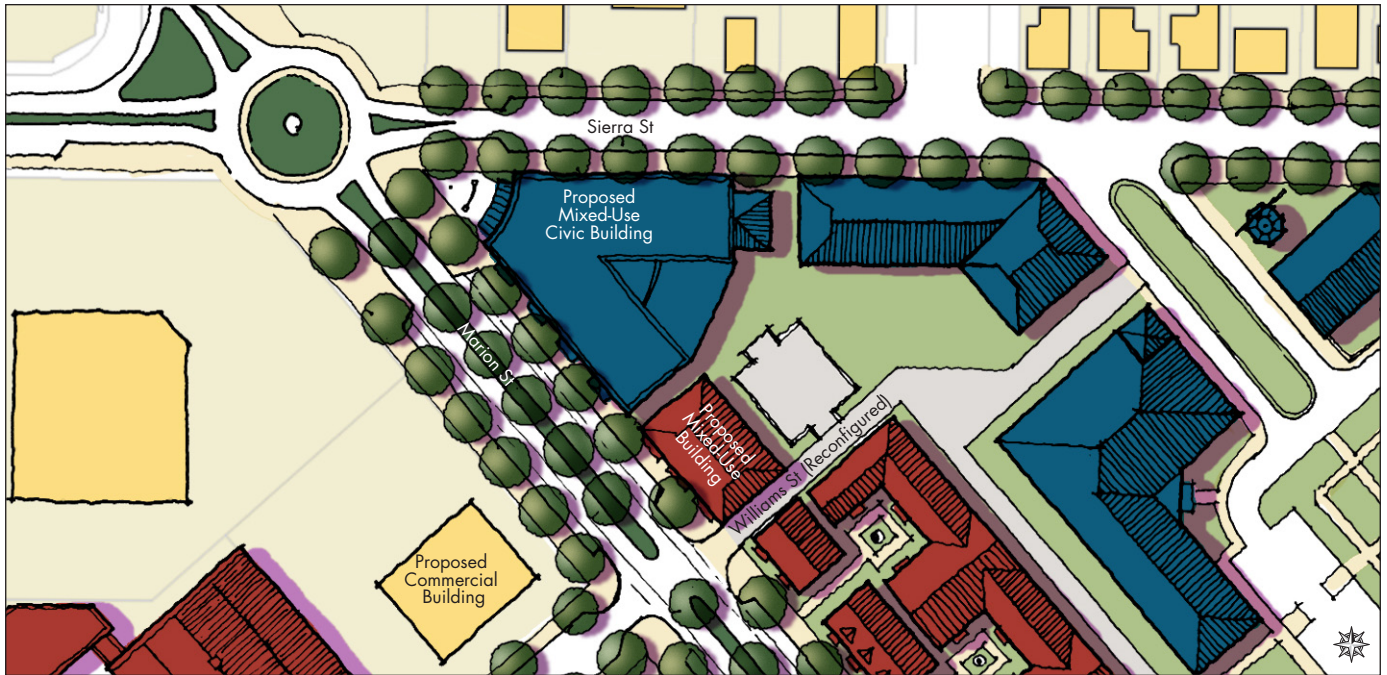 Sierra St
Proposed
Mixed-Use
Civic Building
Marion St
Proposed
Mixed-Use
Building
Williams St (Reconfigured)
Proposed
Commercial
Building